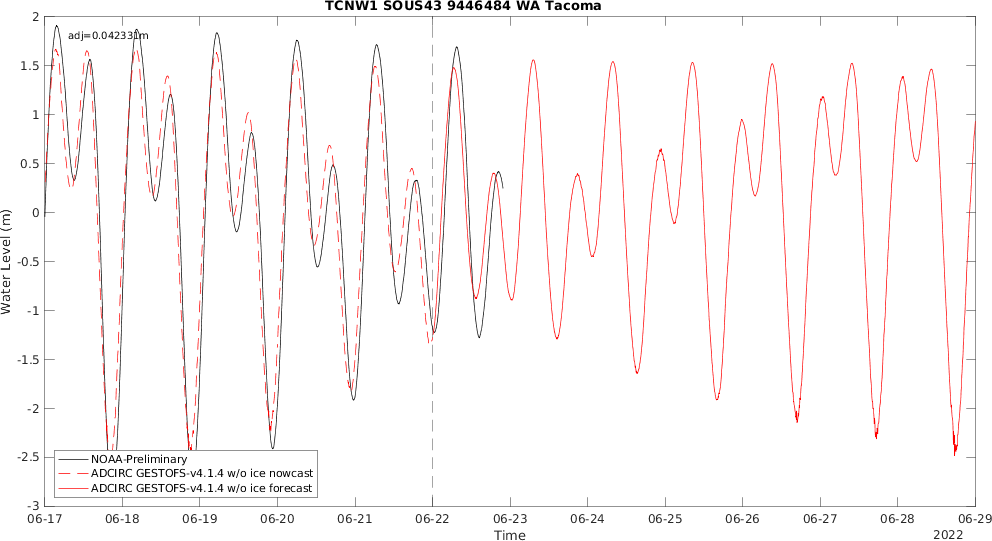 TCNW1 SOUS43 9446484 WA Tacoma
adj=0.042331m
2
1.5
1
0.5
0
-0.5
-1
-1.5
-2
-2.5
-3
Water Level (m)
NOAA-Preliminary
ADCIRC GESTOFS-v4.1.4 w/o ice nowcast
ADCIRC GESTOFS-v4.1.4 w/o ice forecast
06-17 06-18 06-19 06-20 06-21 06-22 06-23 06-24 06-25 06-26 06-27 06-28 06-29
Time
2022